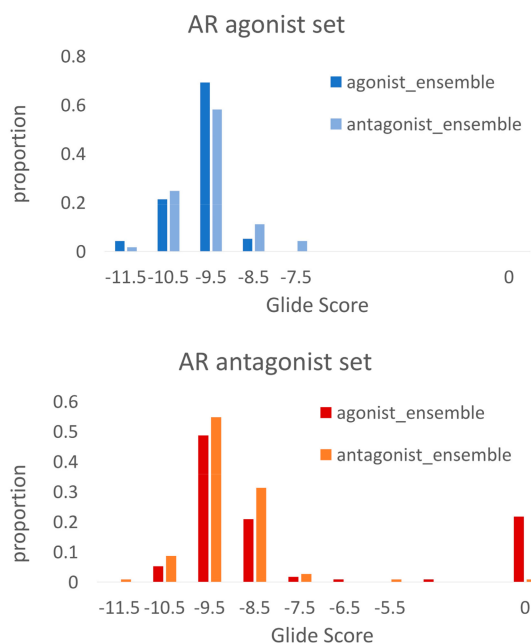 AR agonist set
0.8
agonist_ensemble
0.6
antagonist_ensemble
0.4
proportion
0.2
0
-11.5 -10.5 -9.5 -8.5 -7.5 0
Glide Score
AR antagonist set
0.6
agonist_ensemble
0.5
antagonist_ensemble
0.4
0.3
proportion
0.2
0.1
0
-11.5 -10.5 -9.5 -8.5 -7.5 -6.5 -5.5 0
Glide Score